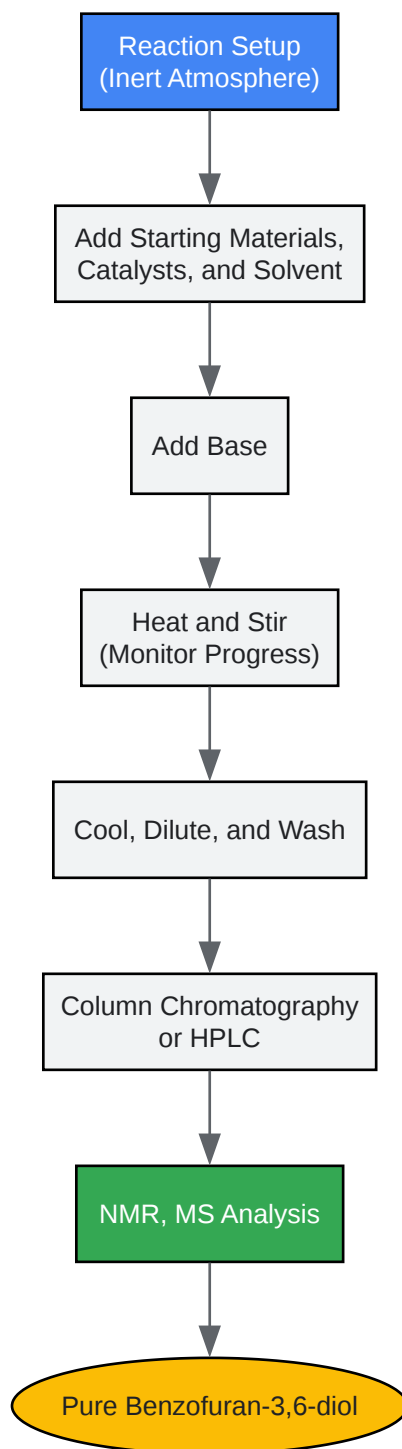 Reaction Setup
(Inert Atmosphere)
Add Starting Materials,
Catalysts, and Solvent
Add Base
Heat and Stir
(Monitor Progress)
Cool, Dilute, and Wash
Column Chromatography
or HPLC
NMR, MS Analysis
Pure Benzofuran-3,6-diol